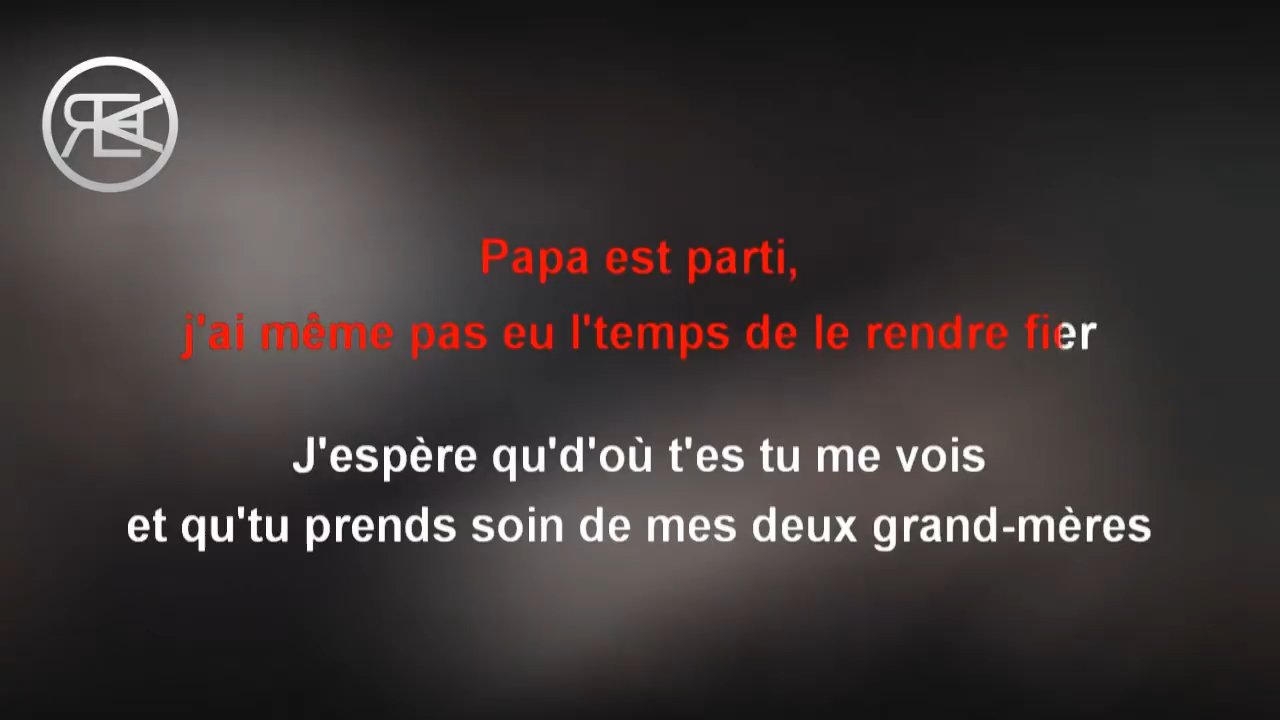 Papa est parti,
j'ai même pas eu l'temps de le rendre fier
J'espère qu'd'où t'es tu me vois
et qu'tu prends soin de mes deux grand-mères